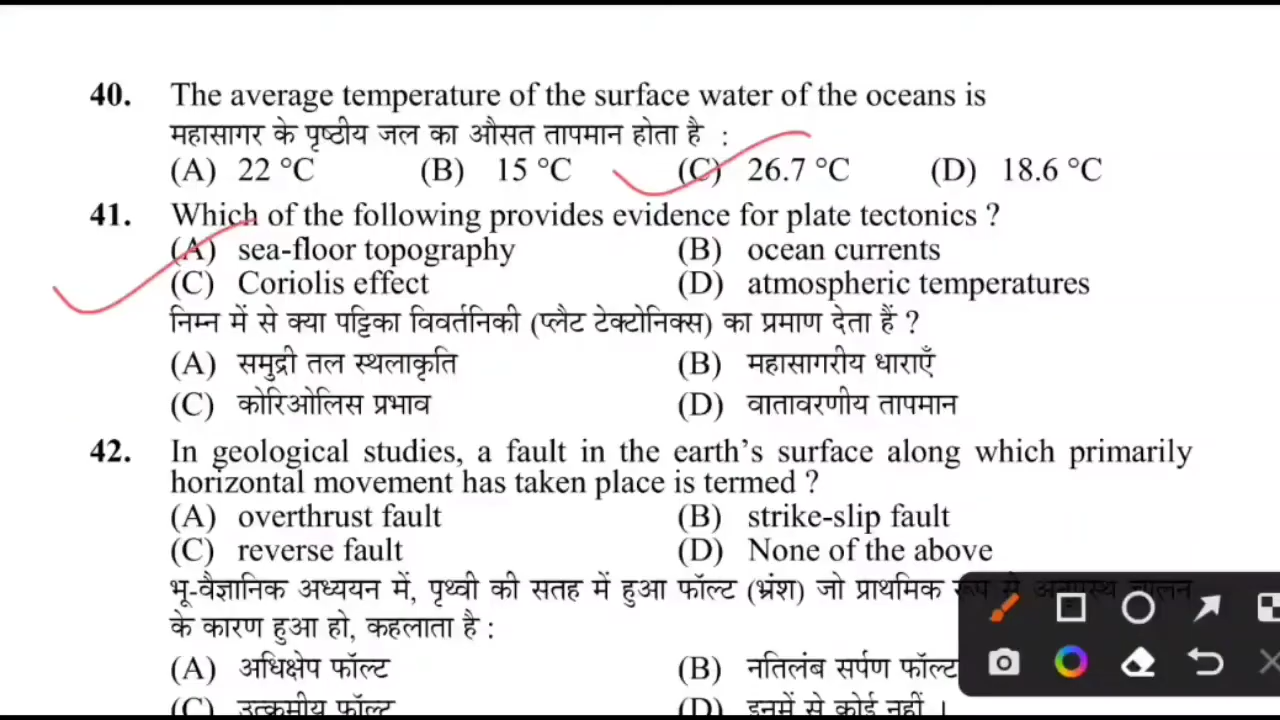 40. The average temperature of the surface water of the oceans is
महासागर के पृष्ठीय जल का औसत तापमान होता है :
(A) 22 °C (B) 15 °C (C) 26.7 °C (D) 18.6 °C
41. Which of the following provides evidence for plate tectonics ?
(A) sea-floor topography (B) ocean currents
(C) Coriolis effect (D) atmospheric temperatures
निम्न में से क्या पट्टिका विवर्तनिकी (प्लैट टेक्टोनिक्स) का प्रमाण देता हैं ?
(A) समुद्री तल स्थलाकृति (B) महासागरीय धाराएँ
(C) कोरिओलिस प्रभाव (D) वातावरणीय तापमान
42. In geological studies, a fault in the earth’s surface along which primarily
horizontal movement has taken place is termed ?
(A) overthrust fault (B) strike-slip fault
(C) reverse fault (D) None of the above
भू-वैज्ञानिक अध्ययन में, पृथ्वी की सतह में हुआ फॉल्ट (भ्रंश) जो प्राथमिक रूप से
के कारण हुआ हो, कहलाता है :
(A) अधिक्षेप फॉल्ट (B) नतिलंब सर्पण फॉल्ट
(C) उत्क्रमीय फॉल्ट (D) इनमें से कोई नहीं ।